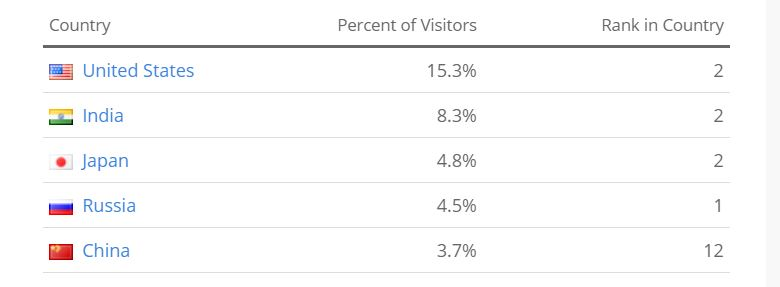 Country Percent of Visitors Rank in Country
United States 15.3% 2
India 8.3% 2
Japan 4.8% 2
Russia 4.5% 1
China 3.7% 12